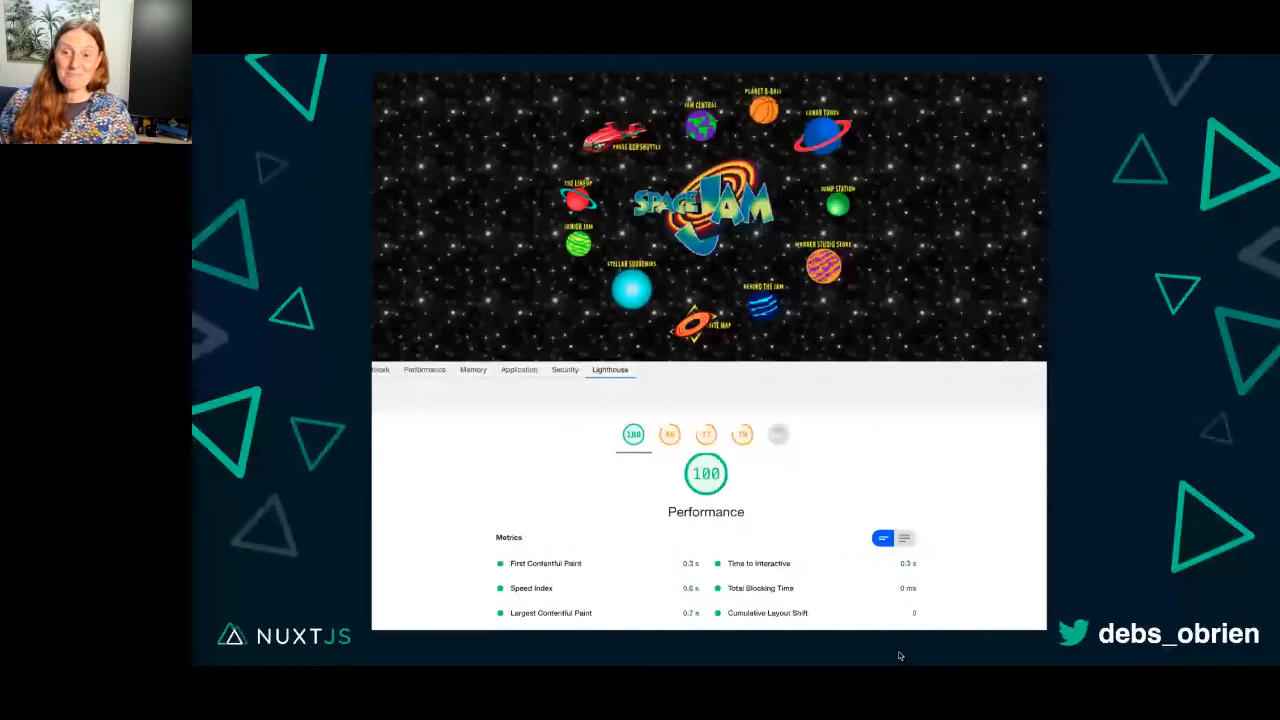 PLANET B-BALL
JAM CENTRAL
LUNAR TUNES
PRESS BOX SHUTTLE
THE LINEUP
JUMP STATION
SPACE JAM
JUNIOR JAM
WARNER STUDIO STORE
STELLAR SOUVENIRS
BEHIND THE JAM
SITE MAP
Performance Memory Application Security Lighthouse
100 77 78
100
Performance
Metrics
First Contentful Paint 0.3 s Time to Interactive 0.3 s
Speed Index 0.6 s Total Blocking Time 0 ms
Largest Contentful Paint 0.7 s Cumulative Layout Shift 0
NUXTJS
debs_obrien